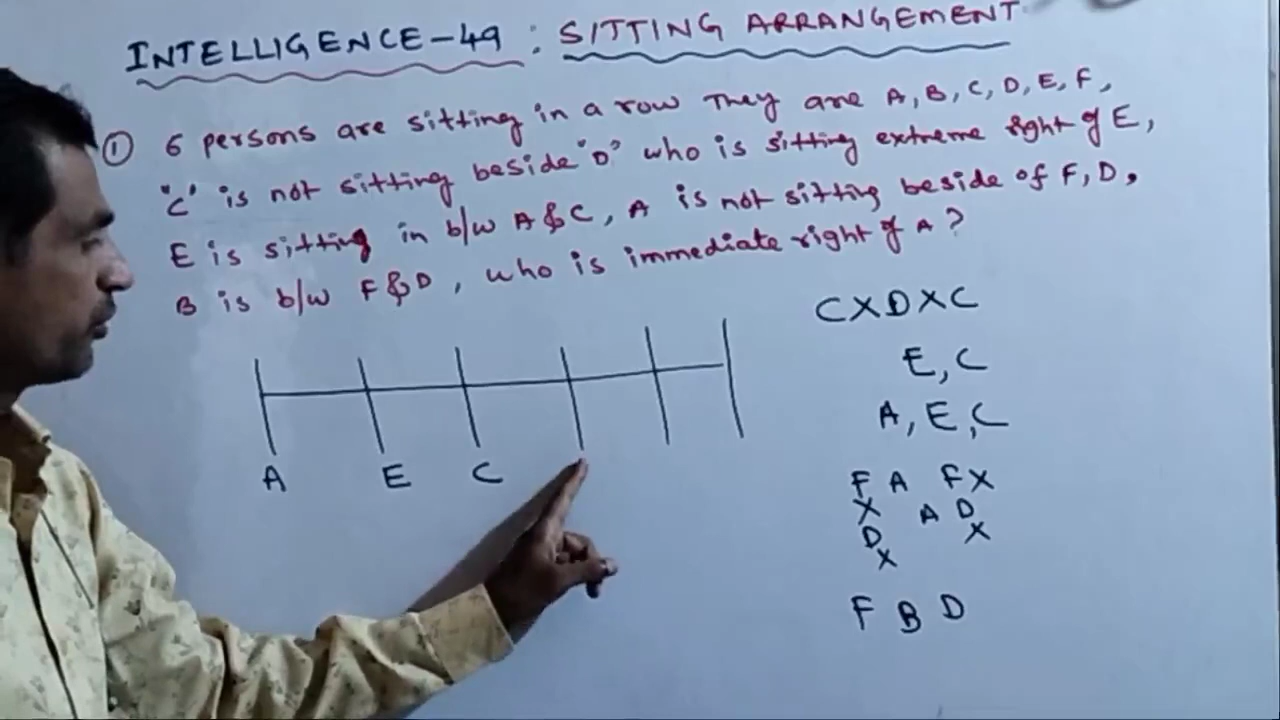 INTELLIGENCE-49 : SITTING ARRANGEMENT
① 6 persons are sitting in a row They are A, B, C, D, E, F,
'C' is not sitting beside "D" who is sitting extreme right of E,
E is sitting in b/w A & C, A is not sitting beside of F, D,
B is b/w F & D, who is immediate right of A?
C X D X C
E, C
A, E, C
F A F X
X A D
D X
X
F B D
A E C